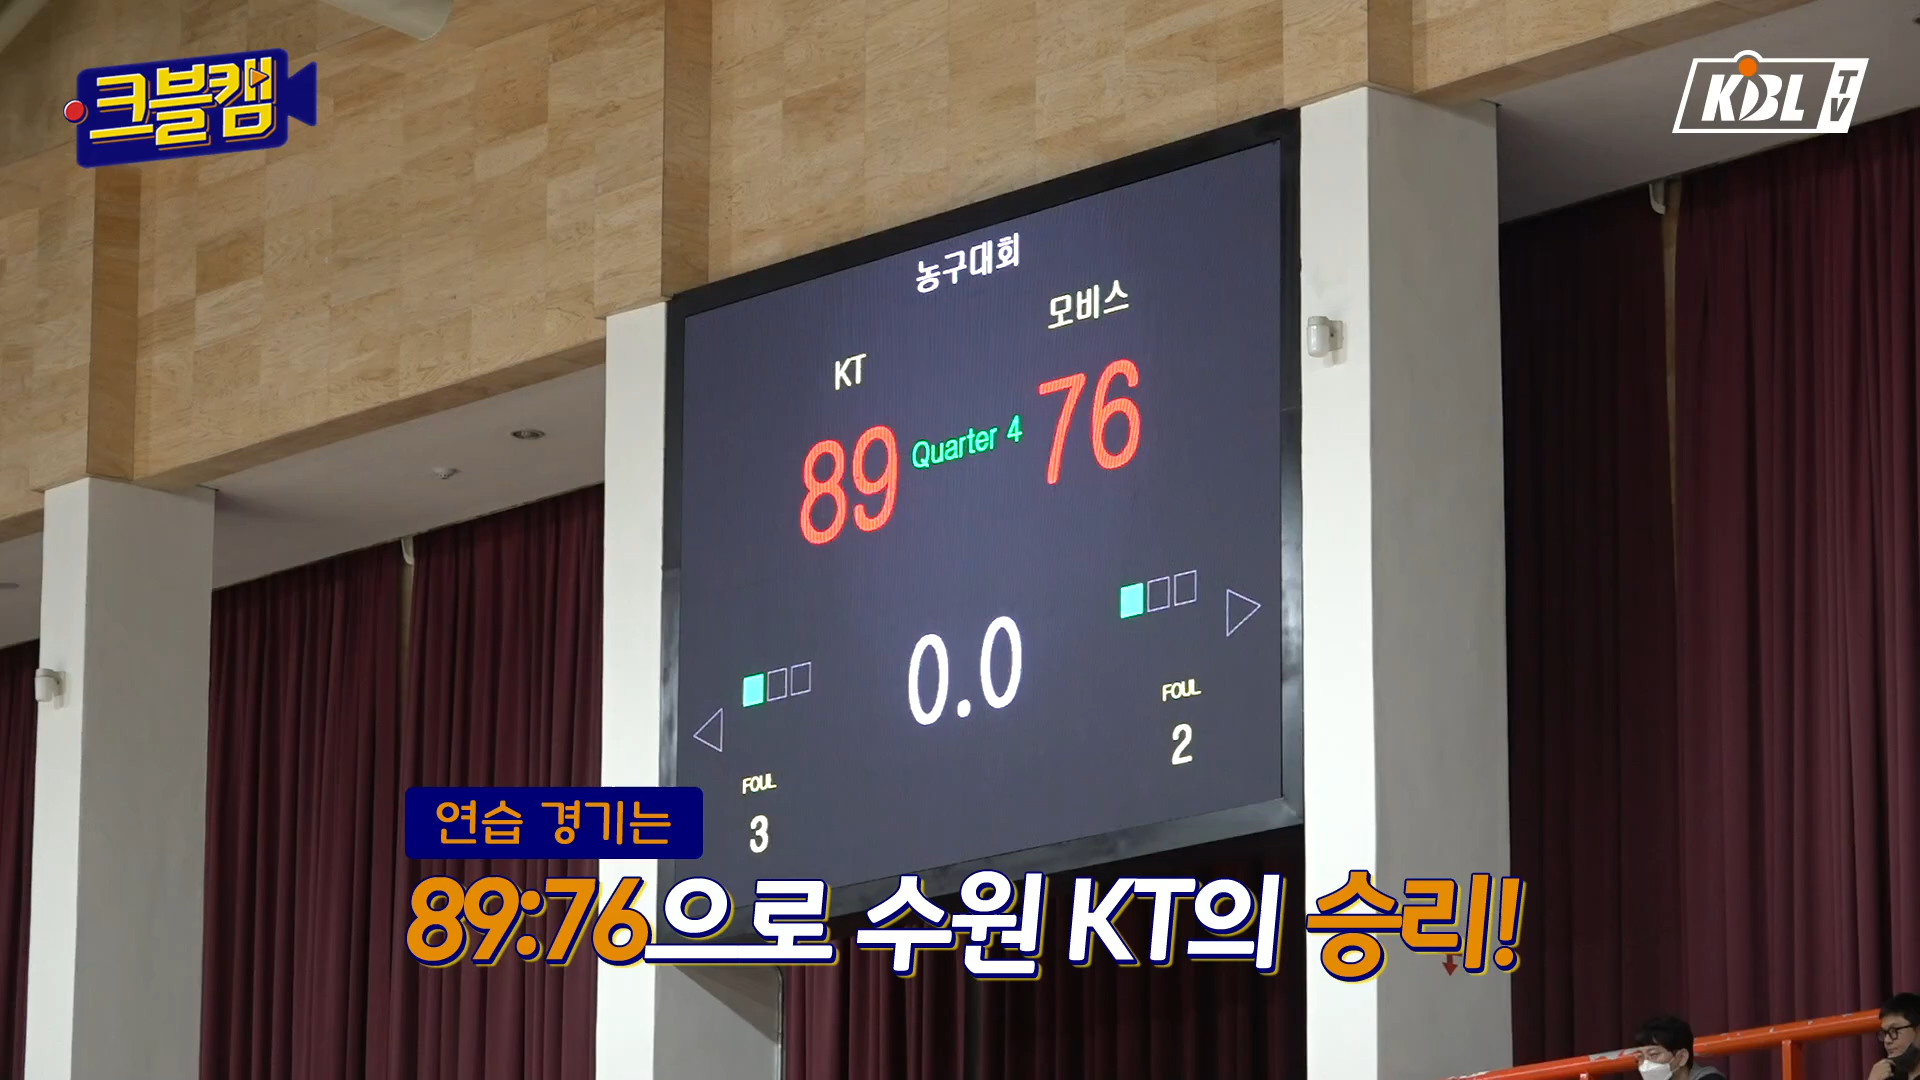 크블캠
KBL TV
농구대회
KT
모비스
89 Quarter 4 76
0.0
FOUL
3
FOUL
2
연습 경기는
89:76으로 수원 KT의 승리!